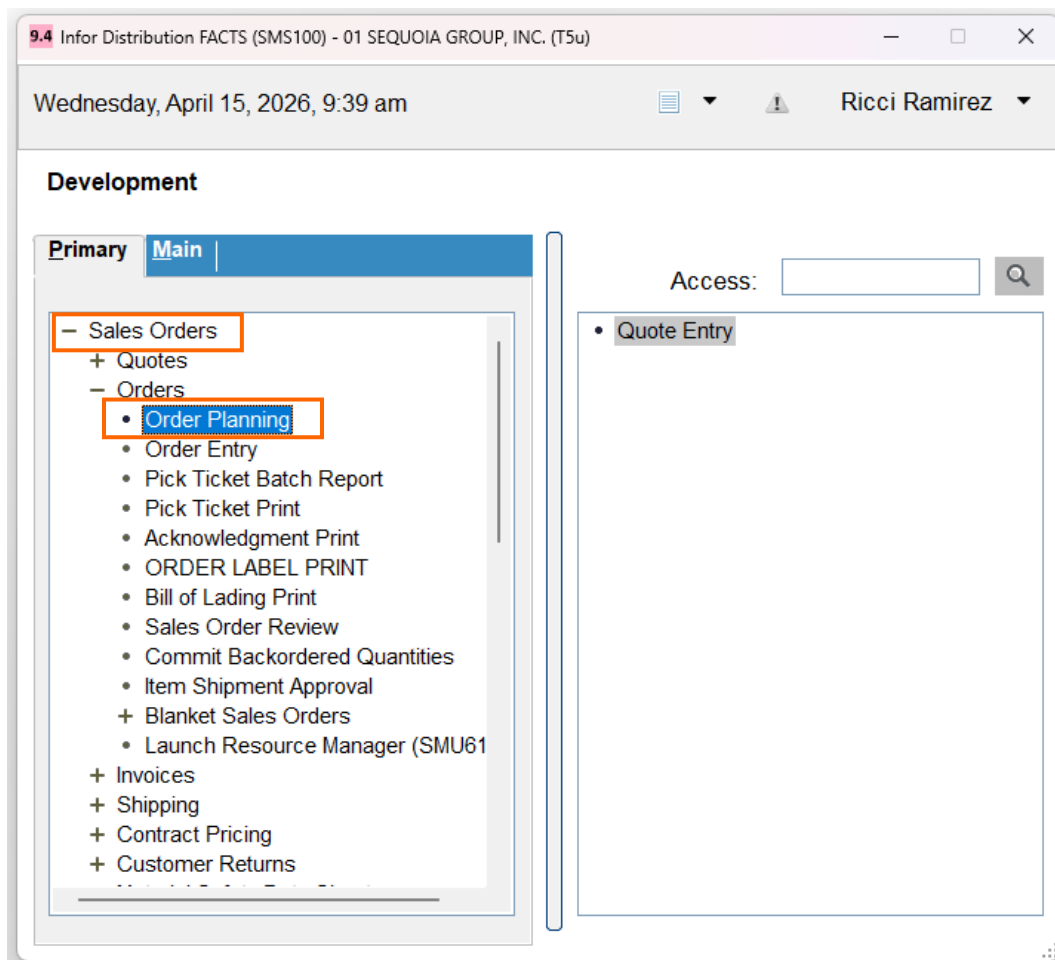 9.4 Infor Distribution FACTS (SMS100) - 01 SEQUOIA GROUP, INC. (T5u)
Wednesday, April 15, 2026, 9:39 am
Ricci Ramirez
Development
Primary Main
Access:
Sales Orders
Quotes
Orders
Order Planning
Order Entry
Pick Ticket Batch Report
Pick Ticket Print
Acknowledgment Print
ORDER LABEL PRINT
Bill of Lading Print
Sales Order Review
Commit Backordered Quantities
Item Shipment Approval
Blanket Sales Orders
Launch Resource Manager (SMU61
Invoices
Shipping
Contract Pricing
Customer Returns
Quote Entry